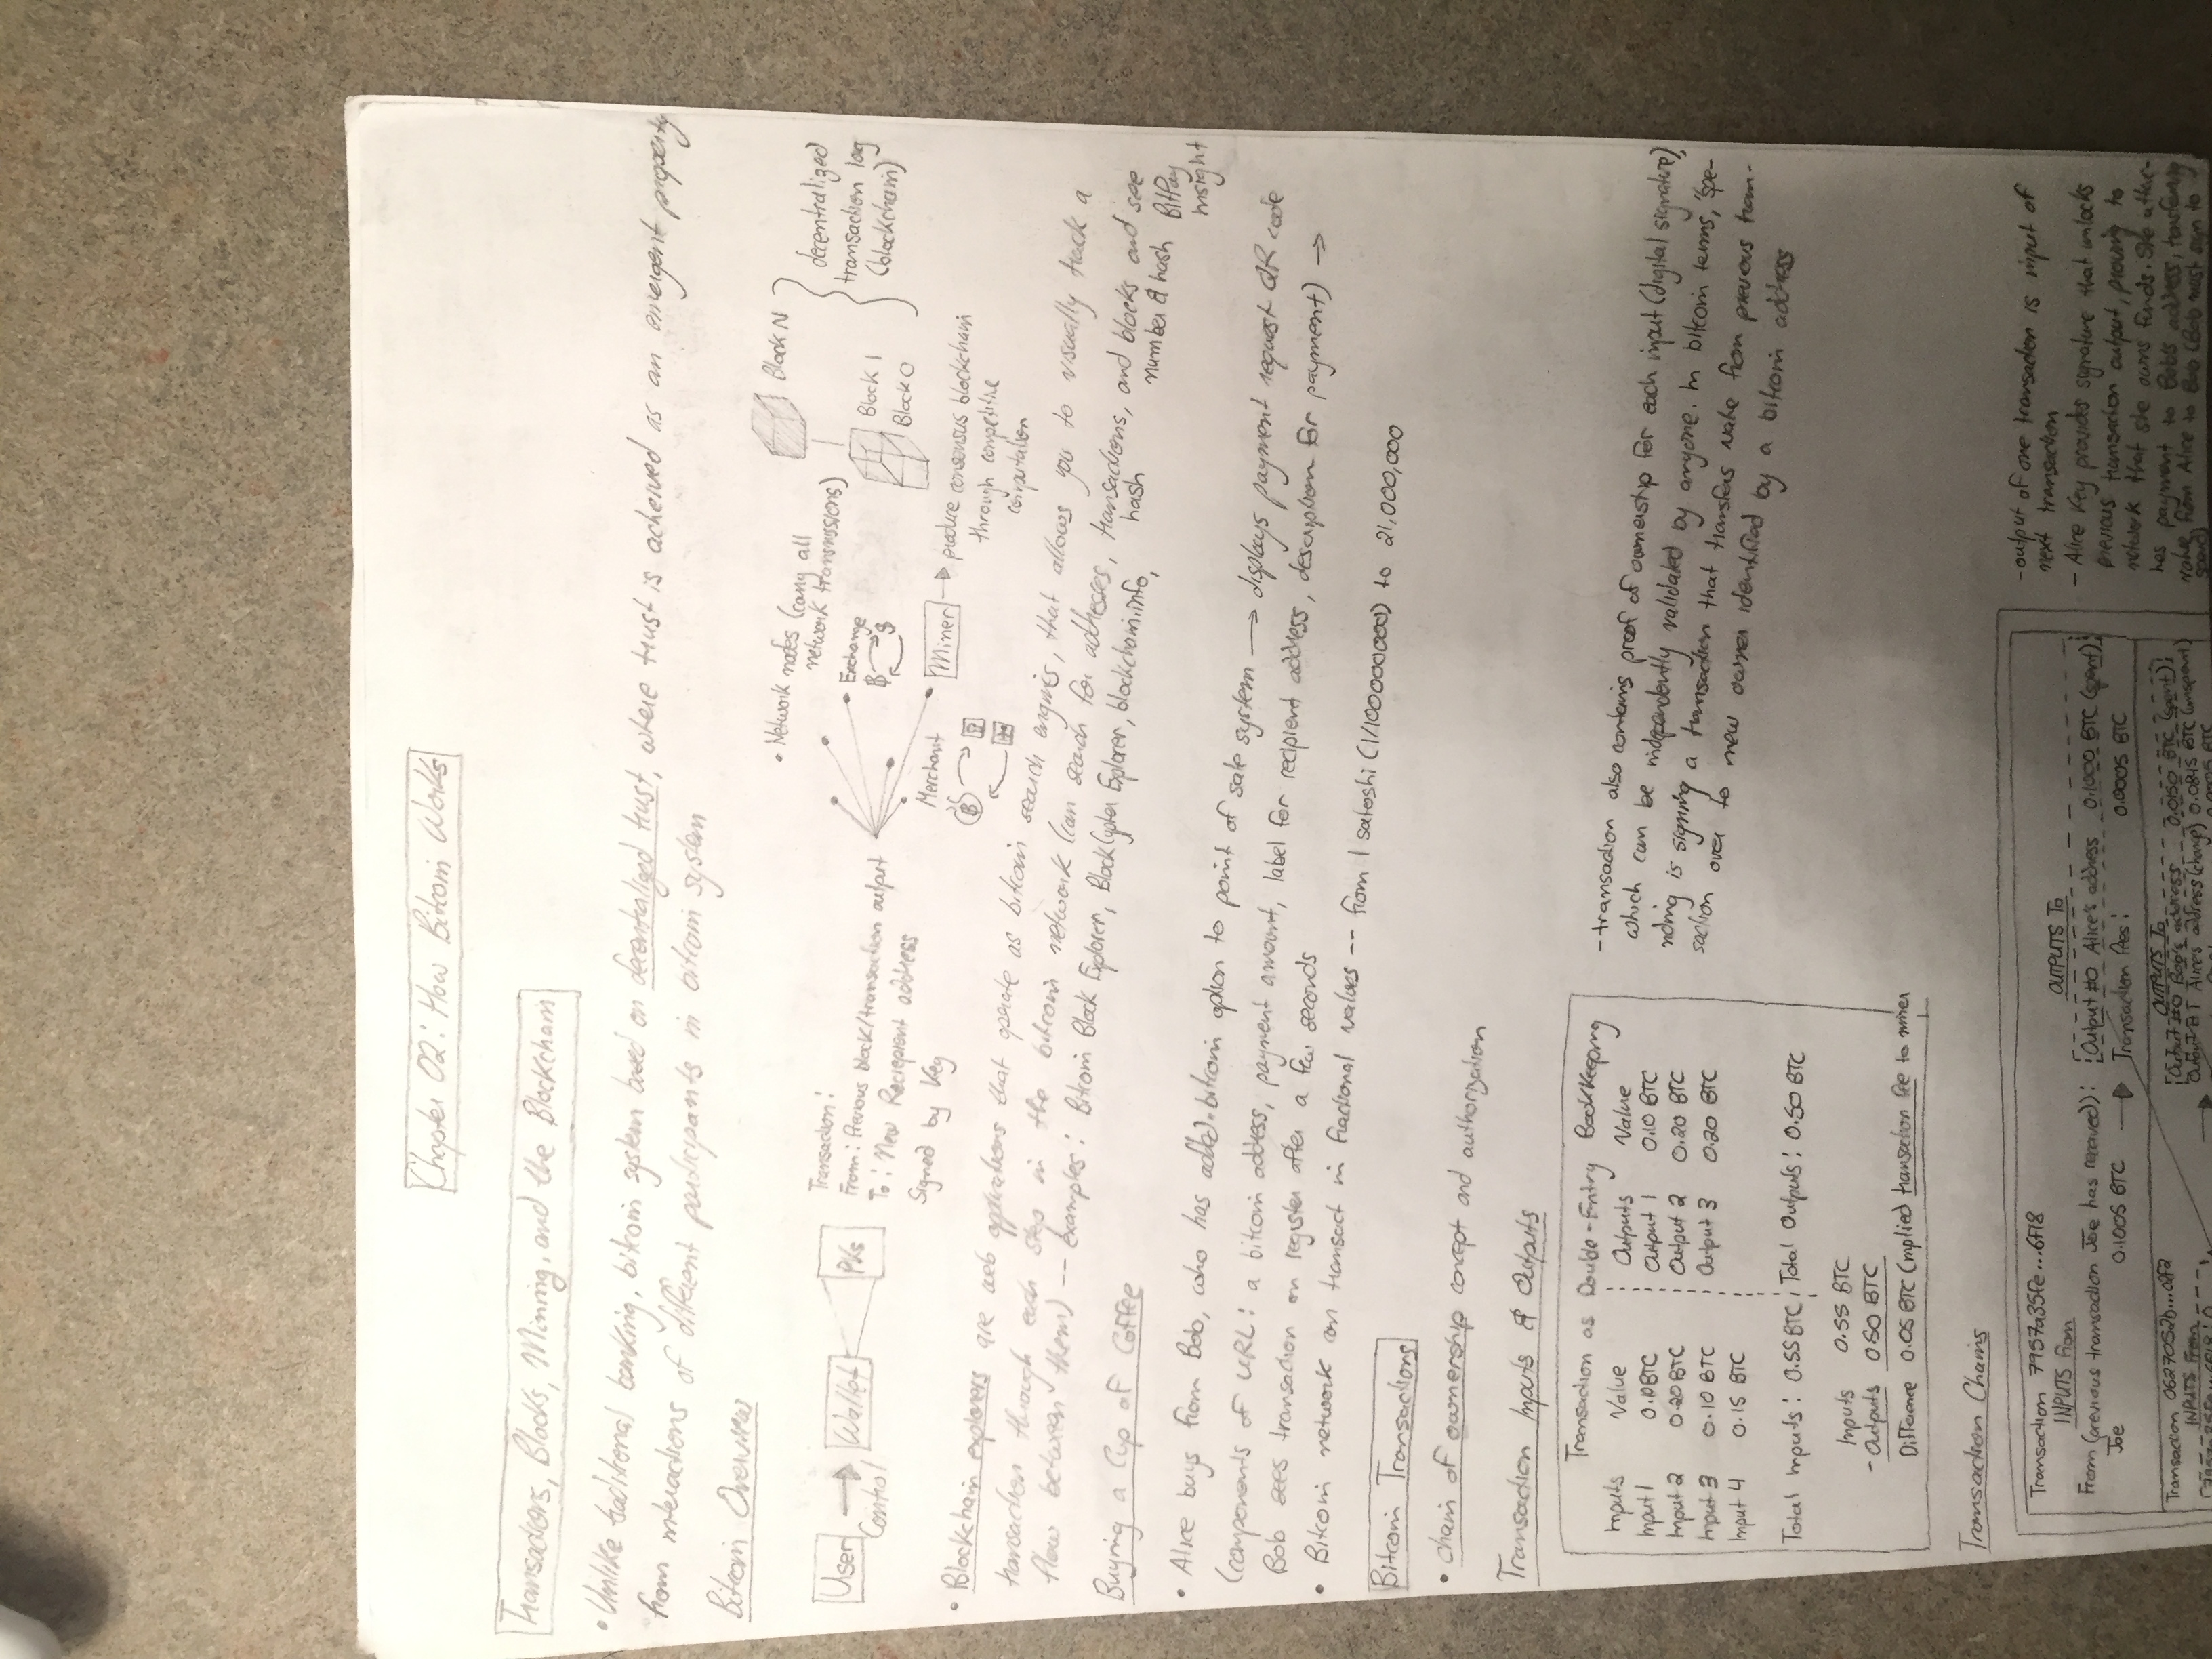 Chapter 02: How Bitcoin Works
Transactions, Blocks, Mining, and the Blockchain
• Unlike traditional banking, bitcoin system based on decentralized trust, where trust is achieved as an emergent property
from interactions of different participants in bitcoin system
Bitcoin Overview
User → Wallet PKs
Control
Transaction:
From: Previous block/transaction output
To: New Recipient address
Signed by Key
• Network nodes (carry all
network transmissions)
• Exchange
B $
Merchant
B
Miner → produce consensus blockchain
through competitive
computation
Block N
Block 1
Block 0
decentralized
transaction log
(blockchain)
• Blockchain explorers are web applications that operate as bitcoin search engines, that allows you to visually track a
transaction through each step in the bitcoin network (can search for addresses, transactions, and blocks and see
flow between them) -- examples: Bitcoin Block Explorer, BlockCypher Explorer, blockchain.info, BitPay
hash number & hash Insight
Buying a Cup of Coffee
• Alice buys from Bob, who has added bitcoin option to point of sale system → displays payment request QR code
(components of URL: a bitcoin address, payment amount, label for recipient address, description for payment) ⇒
Bob sees transaction on register after a few seconds
• Bitcoin network can transact in fractional values -- from 1 satoshi (1/100000000) to 21,000,000
Bitcoin Transactions
• chain of ownership concept and authorization
Transaction Inputs & Outputs
Transaction as Double-Entry Bookkeeping
Inputs Value Outputs Value
Input 1 0.10BTC Output 1 0.10 BTC
Input 2 0.20BTC Output 2 0.20 BTC
Input 3 0.10 BTC Output 3 0.20 BTC
Input 4 0.15 BTC
Total Inputs: 0.55BTC Total Outputs: 0.50 BTC
Inputs 0.55 BTC
- Outputs 0.50 BTC
Difference 0.05 BTC (implied transaction fee to miner
- transaction also contains proof of ownership for each input (digital signature),
which can be independently validated by anyone. In bitcoin terms, 'spe-
nding is signing a transaction that transfers value from previous tran-
saction over to new owner identified by a bitcoin address
Transaction Chains
Transaction 7957a35fe...6f18
INPUTS From OUTPUTS To
From (previous transaction Joe has received): Output #0 Alice's address 0.1000 BTC (spent)
Joe 0.1005 BTC → Transaction Fees: 0.0005 BTC
Transaction 0627052b...
INPUTS From OUTPUTS To
Output #0 Bob's address 0.0150 BTC (spent)
Output #1 Alice's address (change) 0.0845 BTC (unspent)
- output of one transaction is input of
next transaction
- Alice Key provides signature that unlocks
previous transaction output, proving to
network that she owns funds. She attac-
has payment to Bob's address, transferring
value from Alice to Bob (Bob must sign to